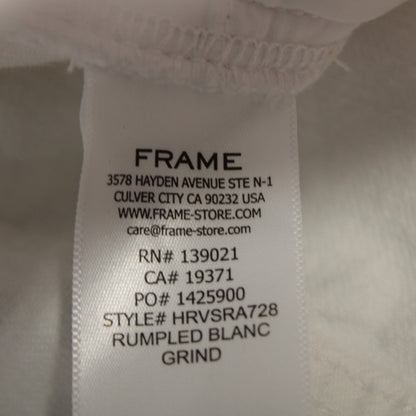 FRAME
3578 HAYDEN AVENUE STE N-1
CULVER CITY CA 90232 USA
WWW.FRAME-STORE.COM
care@frame-store.com
RN# 139021
CA# 19371
PO# 1425900
STYLE# HRVSRA728
RUMPLED BLANC
GRIND